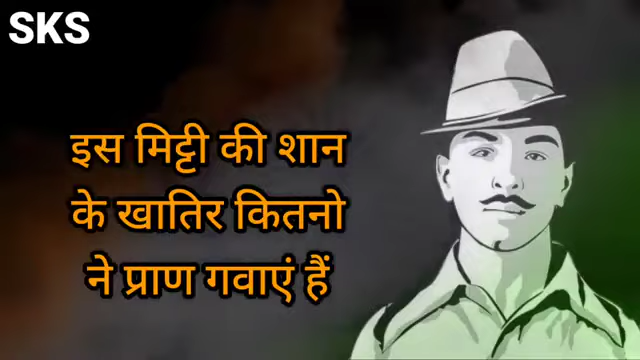 SKS
इस मिट्टी की शान
के खातिर कितनो
ने प्राण गवाएं हैं